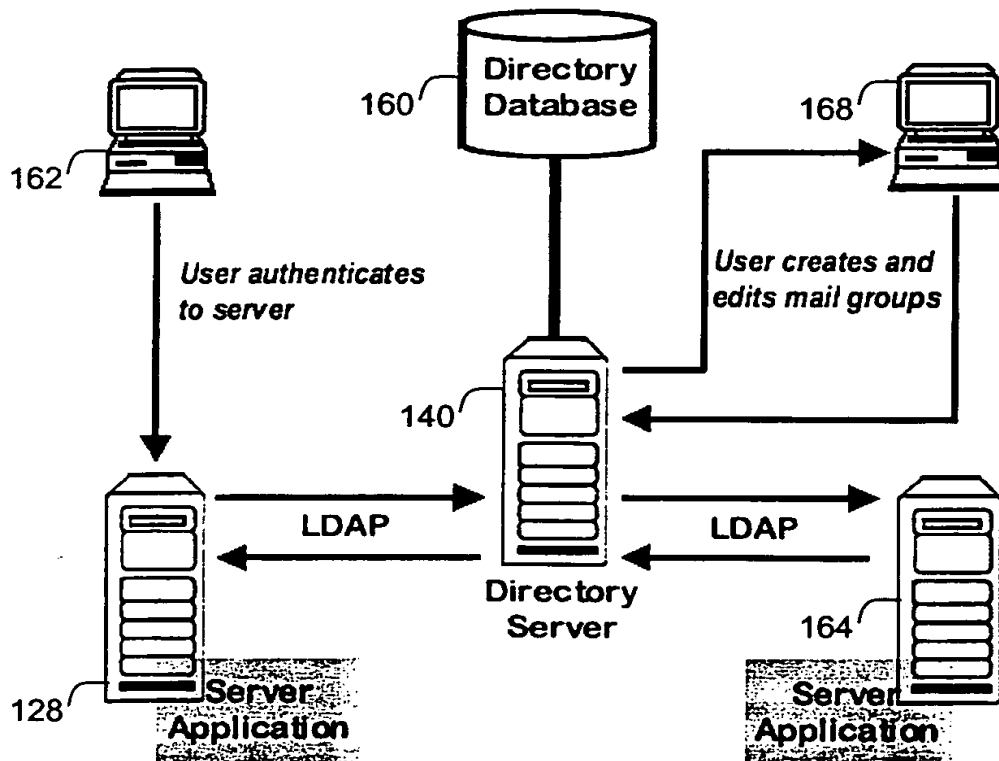 Directory
Database
160
168
162
User authenticates
to server
User creates and
edits mail groups
140
LDAP
LDAP
Directory
Server
164
128
Server
Application
Server
Application